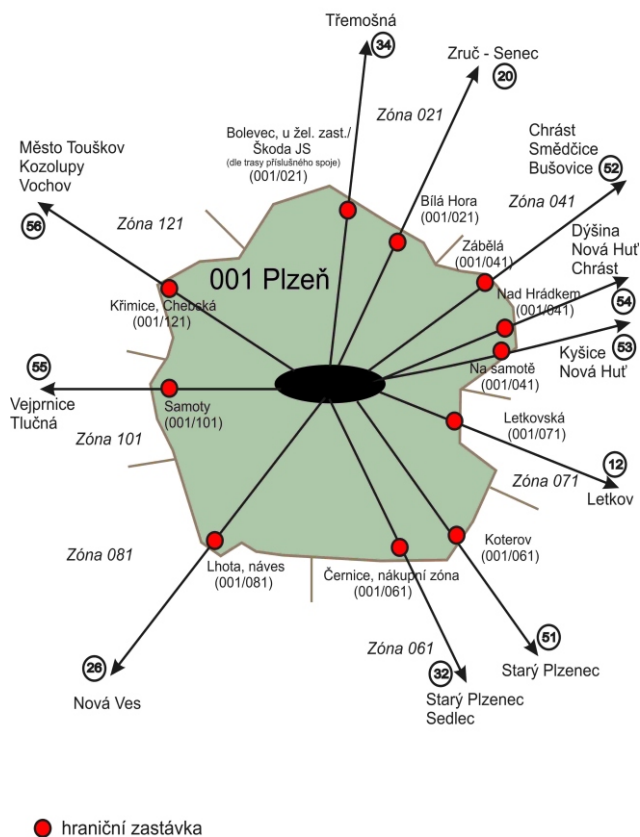 Třemošná
34
Zruč - Senec
20
Zóna 021
Bolevec, u žel. zast./
Škoda JS
(dle trasy příslušného spoje)
(001/021)
Chrást
Smědčice
Bušovice
52
Zóna 041
Město Touškov
Kozolupy
Vochov
56
Zóna 121
Bílá Hora
(001/021)
Zábělá
(001/041)
Dýšina
Nová Huť
Chrást
54
001 Plzeň
Nad Hrádkem
(001/041)
Křimice, Chebská
(001/121)
53
Kyšice
Nová Huť
Na samotě
(001/041)
55
Vejprnice
Tlučná
Samoty
(001/101)
Zóna 101
Letkovská
(001/071)
12
Zóna 071
Letkov
Koterov
(001/061)
Zóna 081
Lhota, náves
(001/081)
Černice, nákupní zóna
(001/061)
Zóna 061
51
Starý Plzenec
26
Nová Ves
32
Starý Plzenec
Sedlec
hraniční zastávka